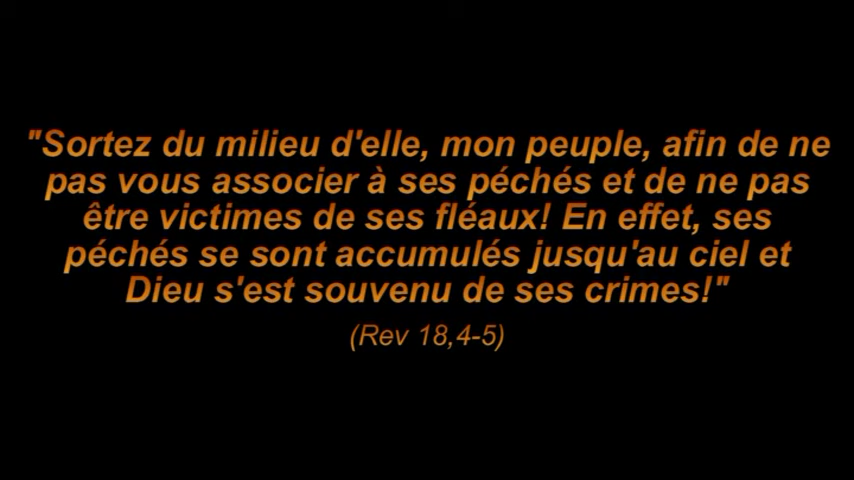 "Sortez du milieu d'elle, mon peuple, afin de ne
pas vous associer à ses péchés et de ne pas
être victimes de ses fléaux! En effet, ses
péchés se sont accumulés jusqu'au ciel et
Dieu s'est souvenu de ses crimes!"
(Rev 18,4-5)